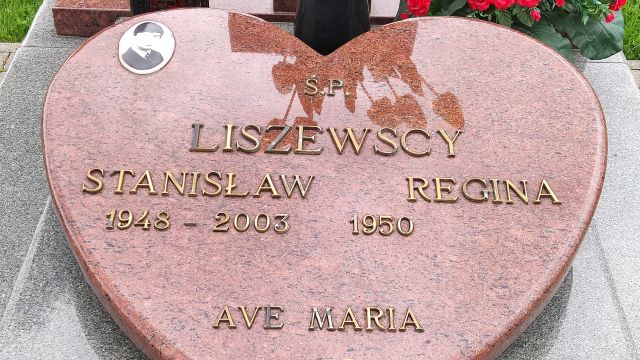 Ś.P.
LISZEWSCY
STANISŁAW REGINA
1948 - 2003 1950
AVE MARIA